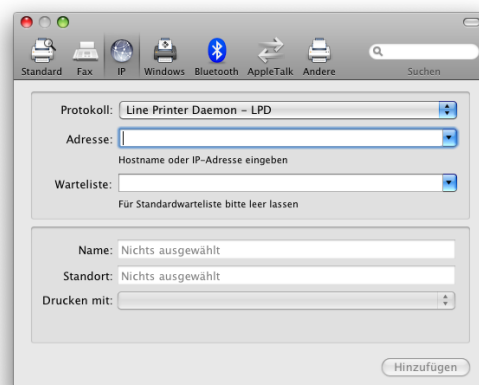 Standard Fax IP Windows Bluetooth AppleTalk Andere Suchen
Protokoll: Line Printer Daemon – LPD
Adresse:
Hostname oder IP-Adresse eingeben
Warteliste:
Für Standardwarteliste bitte leer lassen
Name: Nichts ausgewählt
Standort: Nichts ausgewählt
Drucken mit:
Hinzufügen